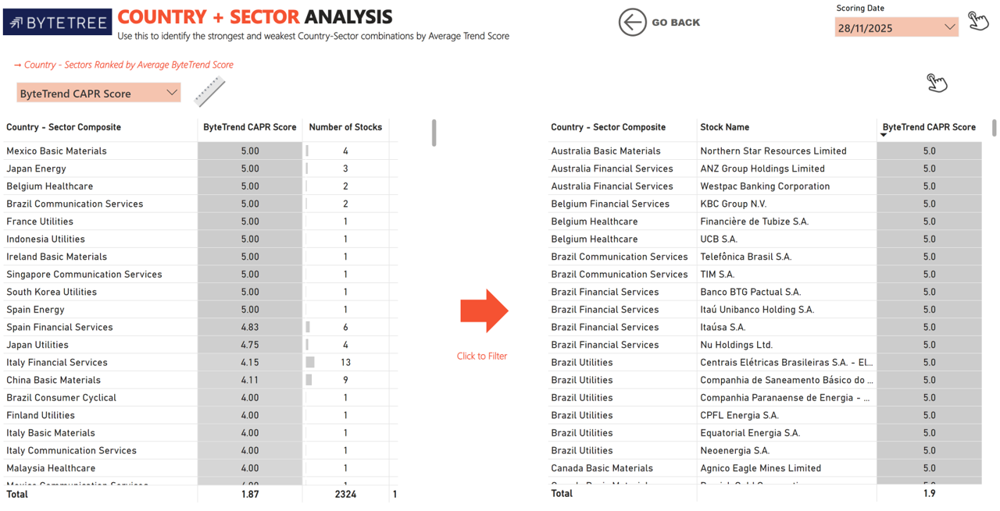 BYTETREE
COUNTRY + SECTOR ANALYSIS
Use this to identify the strongest and weakest Country-Sector combinations by Average Trend Score
GO BACK
Scoring Date
28/11/2025
→ Country - Sectors Ranked by Average ByteTrend Score
ByteTrend CAPR Score
Country - Sector Composite ByteTrend CAPR Score Number of Stocks
Mexico Basic Materials 5.00 4
Japan Energy 5.00 3
Belgium Healthcare 5.00 2
Brazil Communication Services 5.00 2
France Utilities 5.00 1
Indonesia Utilities 5.00 1
Ireland Basic Materials 5.00 1
Singapore Communication Services 5.00 1
South Korea Utilities 5.00 1
Spain Energy 5.00 1
Spain Financial Services 4.83 6
Japan Utilities 4.75 4
Italy Financial Services 4.15 13
China Basic Materials 4.11 9
Brazil Consumer Cyclical 4.00 1
Finland Utilities 4.00 1
Italy Basic Materials 4.00 1
Italy Communication Services 4.00 1
Malaysia Healthcare 4.00 1
Total 1.87 2324 1
Click to Filter
Country - Sector Composite Stock Name ByteTrend CAPR Score
Australia Basic Materials Northern Star Resources Limited 5.0
Australia Financial Services ANZ Group Holdings Limited 5.0
Australia Financial Services Westpac Banking Corporation 5.0
Belgium Financial Services KBC Group N.V. 5.0
Belgium Healthcare Financière de Tubize S.A. 5.0
Belgium Healthcare UCB S.A. 5.0
Brazil Communication Services Telefônica Brasil S.A. 5.0
Brazil Communication Services TIM S.A. 5.0
Brazil Financial Services Banco BTG Pactual S.A. 5.0
Brazil Financial Services Itaú Unibanco Holding S.A. 5.0
Brazil Financial Services Itaúsa S.A. 5.0
Brazil Financial Services Nu Holdings Ltd. 5.0
Brazil Utilities Centrais Elétricas Brasileiras S.A. - El... 5.0
Brazil Utilities Companhia de Saneamento Básico do ... 5.0
Brazil Utilities Companhia Paranaense de Energia - ... 5.0
Brazil Utilities CPFL Energia S.A. 5.0
Brazil Utilities Equatorial Energia S.A. 5.0
Brazil Utilities Neoenergia S.A. 5.0
Canada Basic Materials Agnico Eagle Mines Limited 5.0
Total 1.9